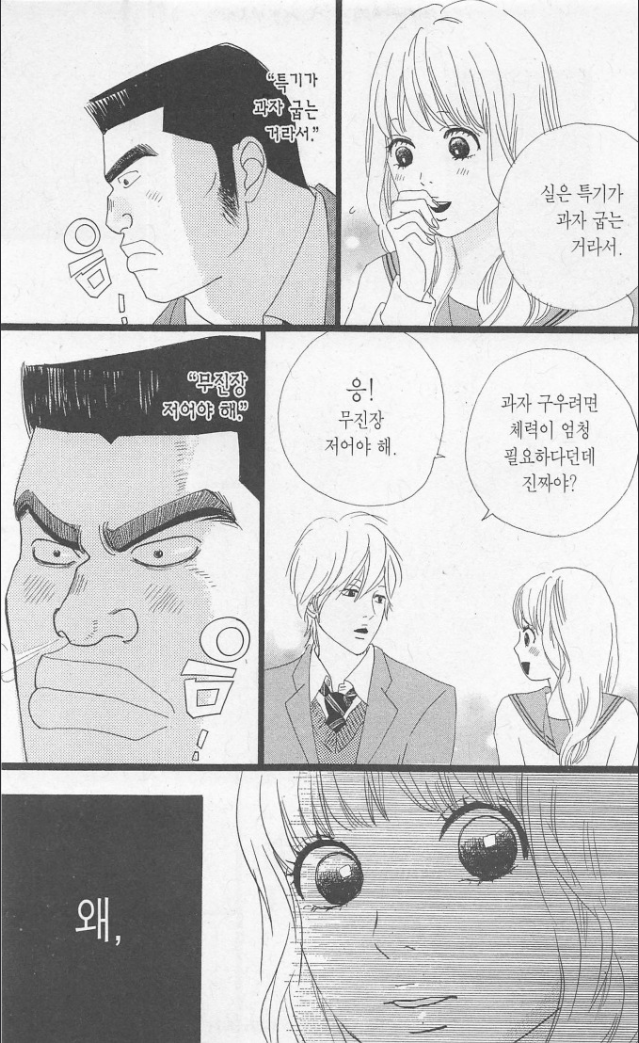 실은 특기가
과자 굽는
거라서.
“특기가
과자 굽는
거라서.”
음..
과자 구우려면
체력이 엄청
필요하다던데
진짜야?
응!
무진장
저어야 해.
“무진장
저어야 해.”
음..
왜,